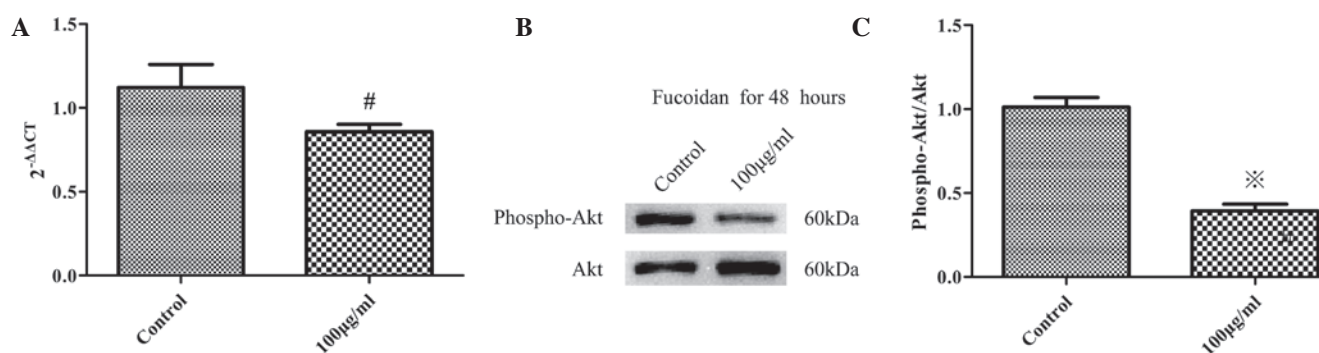 A
1.5
1.0
0.5
0.0
2-ΔΔCT
#
Control
100μg/ml
B
Fucoidan for 48 hours
Control
100μg/ml
Phospho-Akt
60kDa
Akt
60kDa
C
1.5
1.0
0.5
0.0
Phospho-Akt/Akt
※
Control
100μg/ml